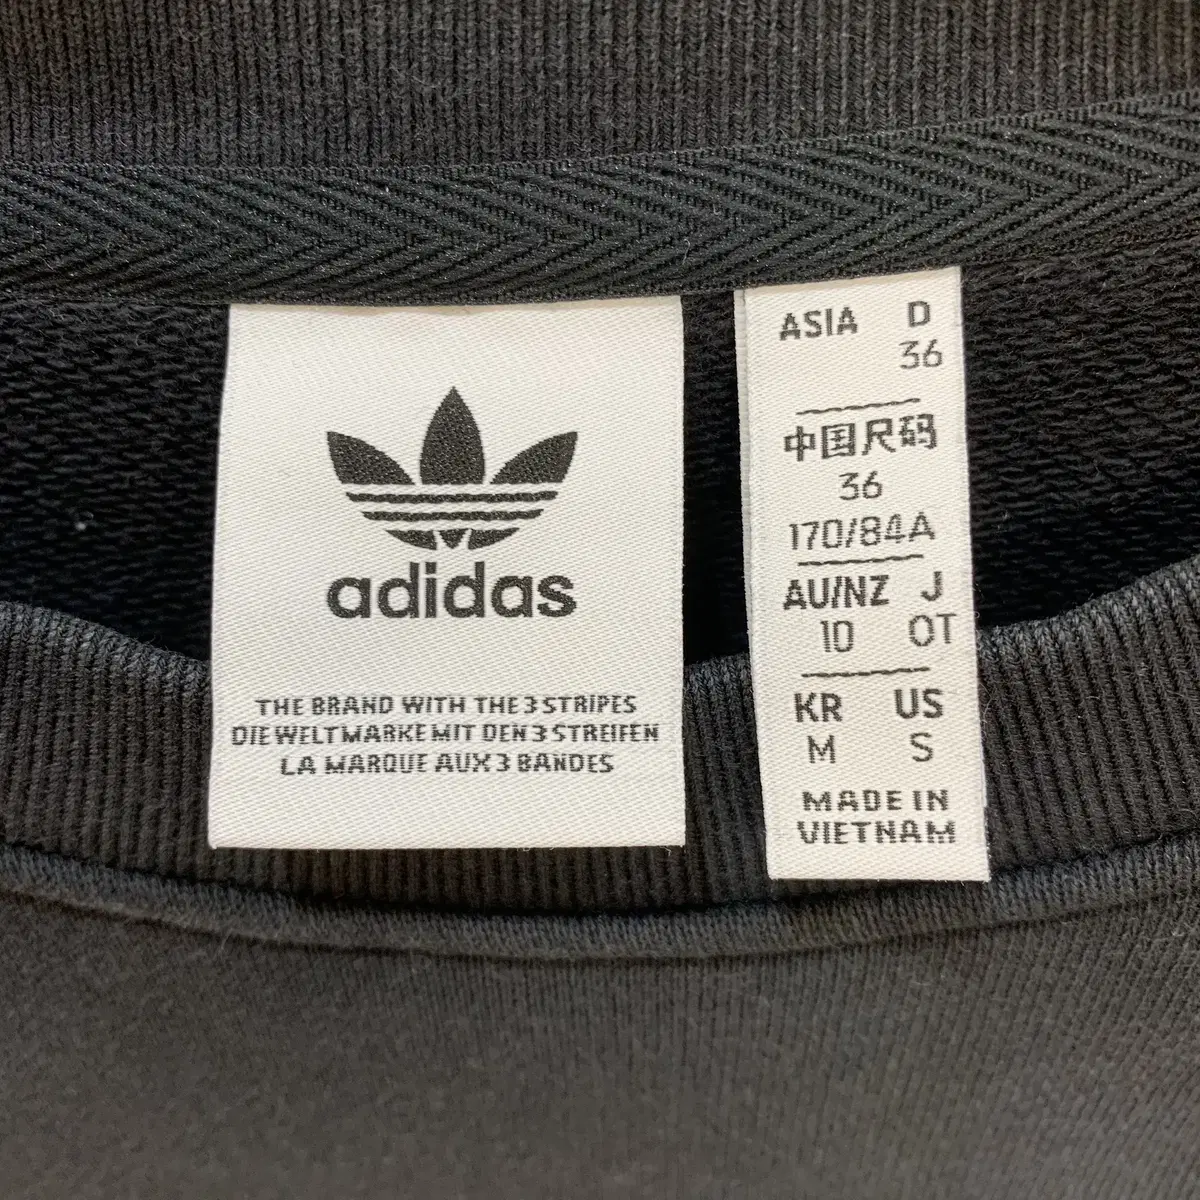 adidas
THE BRAND WITH THE 3 STRIPES
DIE WELTMARKE MIT DEN 3 STREIFEN
LA MARQUE AUX 3 BANDES
ASIA D
36
中国尺码
36
170/84A
AU/NZ J
10 OT
KR US
M S
MADE IN
VIETNAM